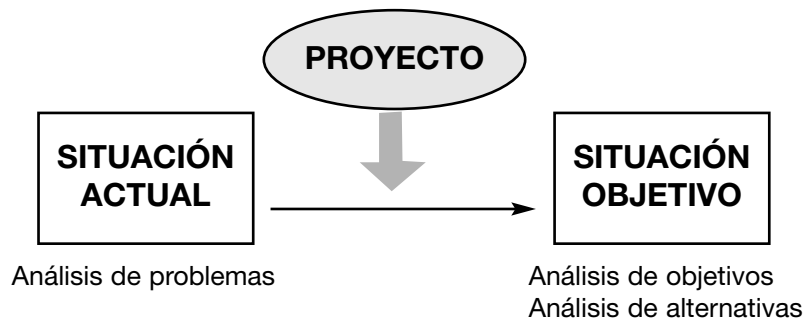 PROYECTO
SITUACIÓN
ACTUAL
SITUACIÓN
OBJETIVO
Análisis de problemas
Análisis de objetivos
Análisis de alternativas